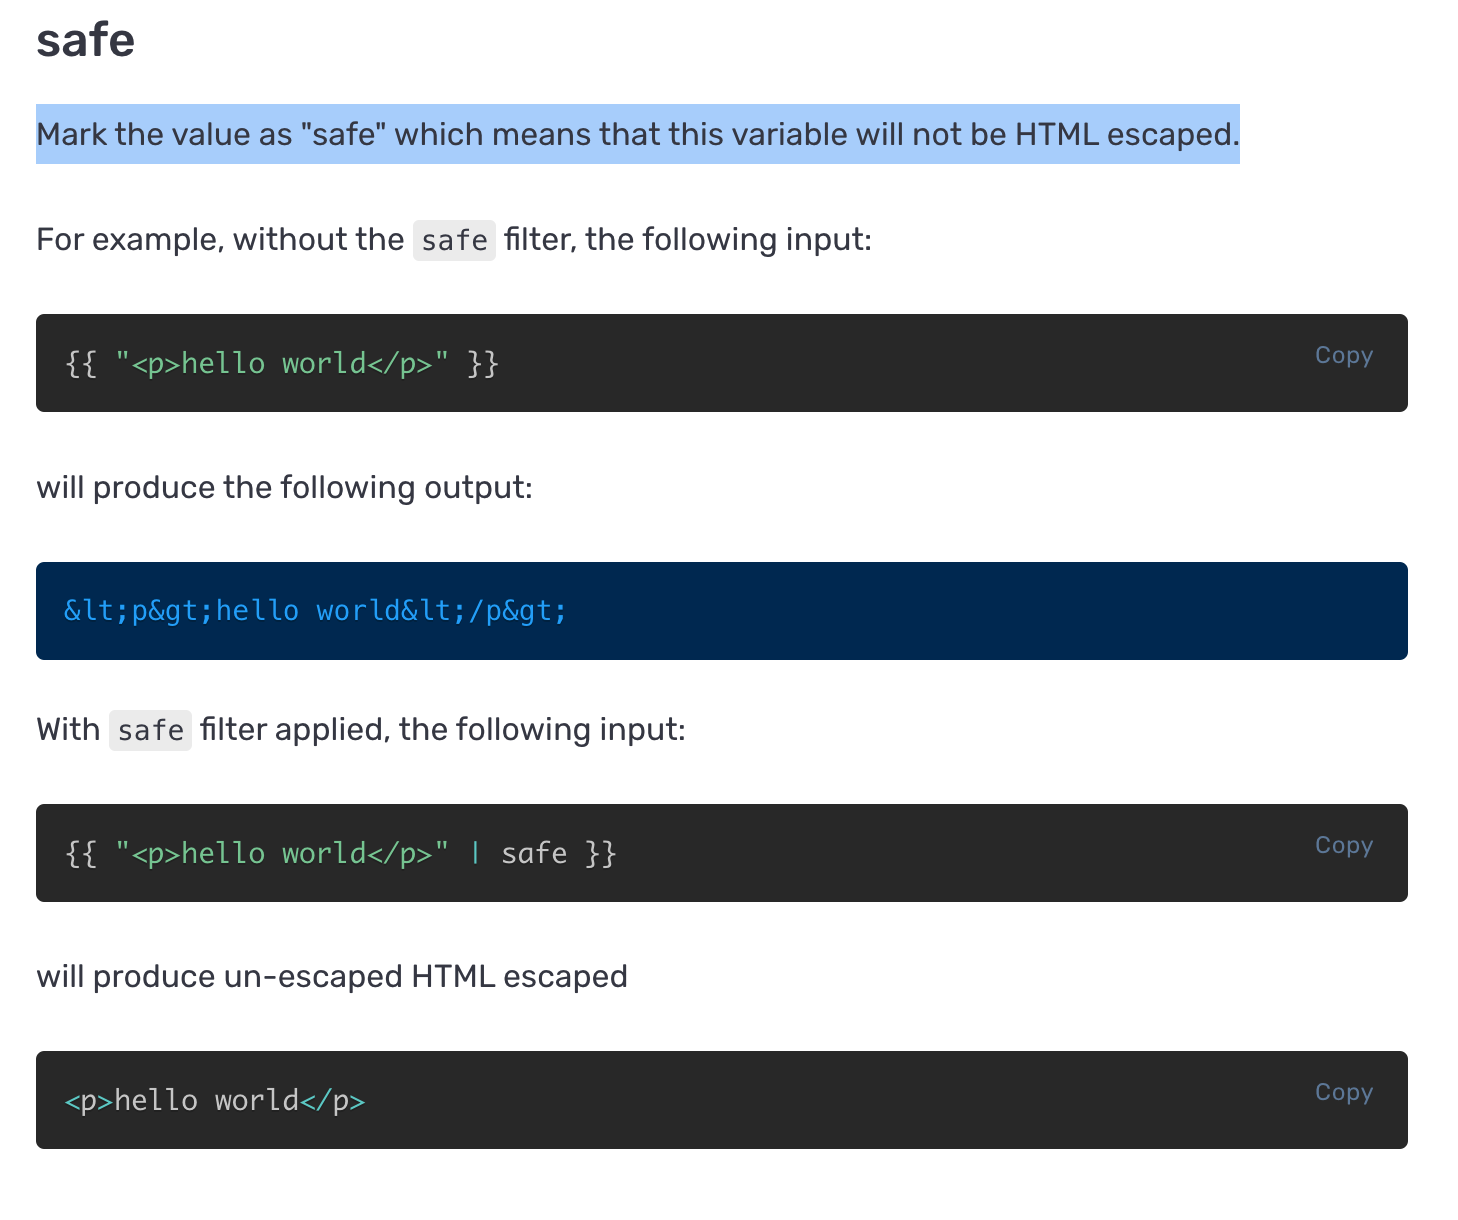 safe
Mark the value as "safe" which means that this variable will not be HTML escaped.
For example, without the safe filter, the following input:
{{ "<p>hello world</p>" }}
Copy
will produce the following output:
&lt;p&gt;hello world&lt;/p&gt;
With safe filter applied, the following input:
{{ "<p>hello world</p>" | safe }}
Copy
will produce un-escaped HTML escaped
<p>hello world</p>
Copy